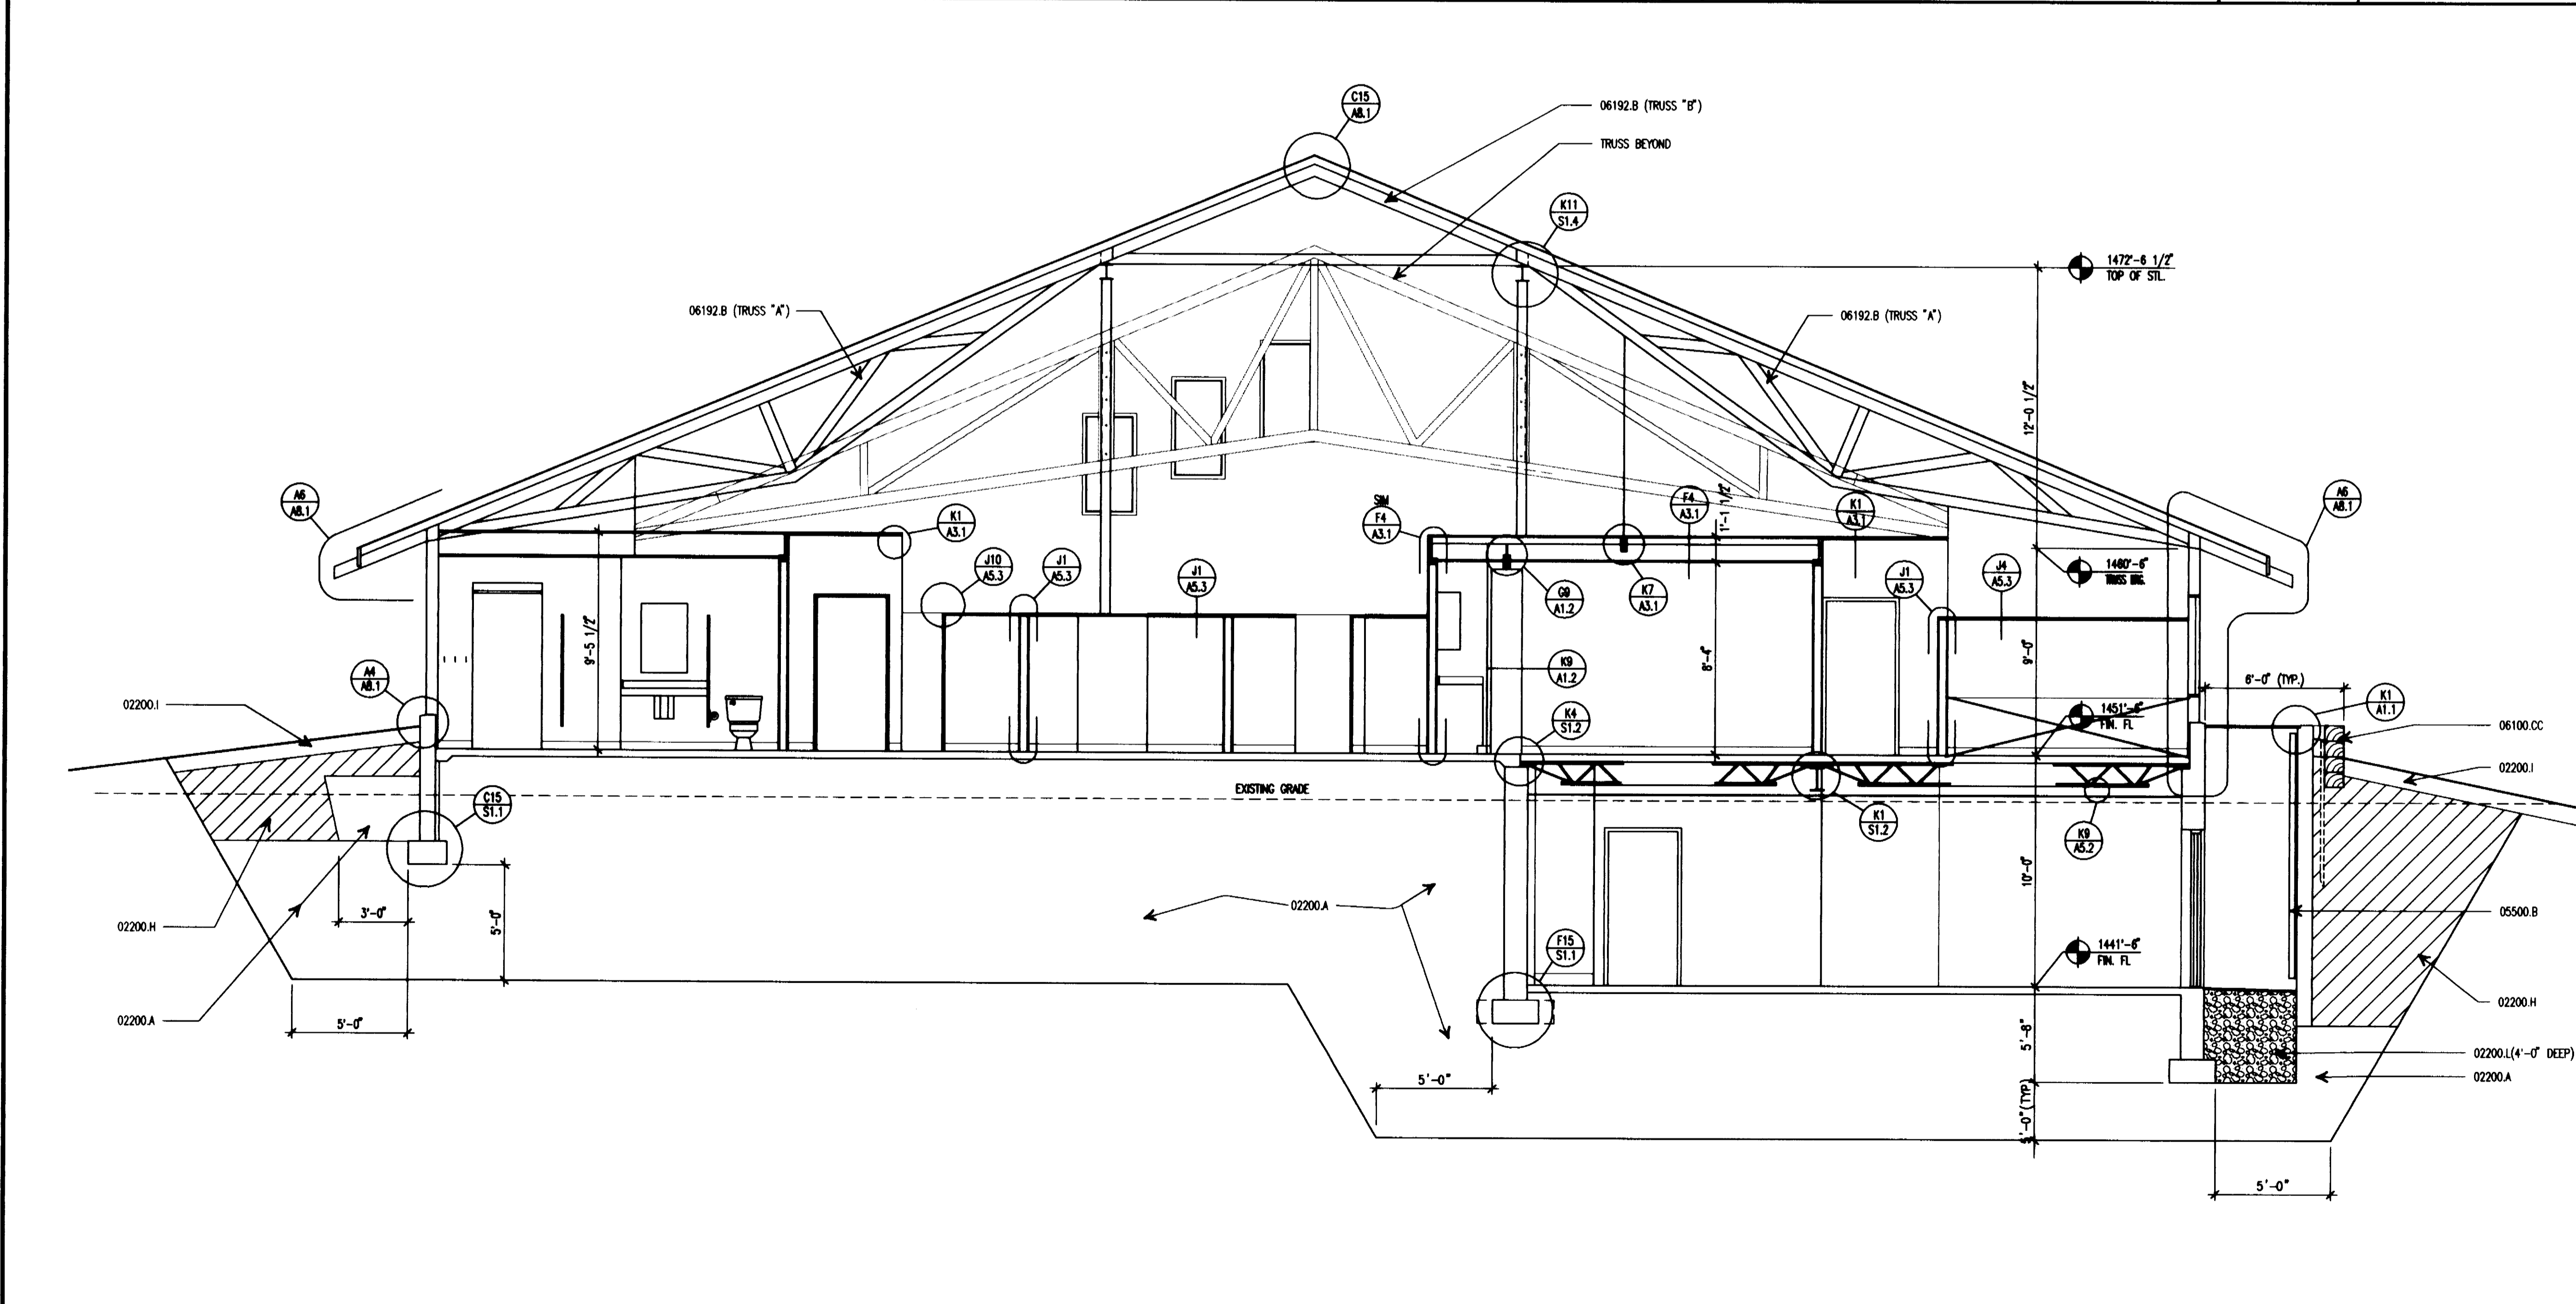 C15
A8.1
06192.B (TRUSS "B")
TRUSS BEYOND
K11
S1.4
1472'-6 1/2"
TOP OF STL.
06192.B (TRUSS "A")
06192.B (TRUSS "A")
12'-0 1/2"
A6
A8.1
A6
A8.1
SIM
F4
A3.1
F4
A3.1
1'-1 1/2"
K1
A3.1
K1
A3.1
J10
A5.3
J1
A5.3
J1
A5.3
G9
A1.2
K7
A3.1
J1
A5.3
J4
A5.3
1460'-6"
TRUSS BRG.
9'-5 1/2"
8'-4"
9'-0"
K9
A1.2
A4
A8.1
6'-0" (TYP.)
K1
A1.1
02200.I
K4
S1.2
1451'-6"
FIN. FL
06100.CC
02200.I
EXISTING GRADE
C15
S1.1
K1
S1.2
K9
A5.2
10'-0"
02200.H
3'-0"
5'-0"
02200.A
05500.B
F15
S1.1
1441'-6"
FIN. FL
02200.H
02200.A
5'-0"
5'-8"
02200.L(4'-0" DEEP)
02200.A
5'-0"
5'-0" (TYP)
5'-0"